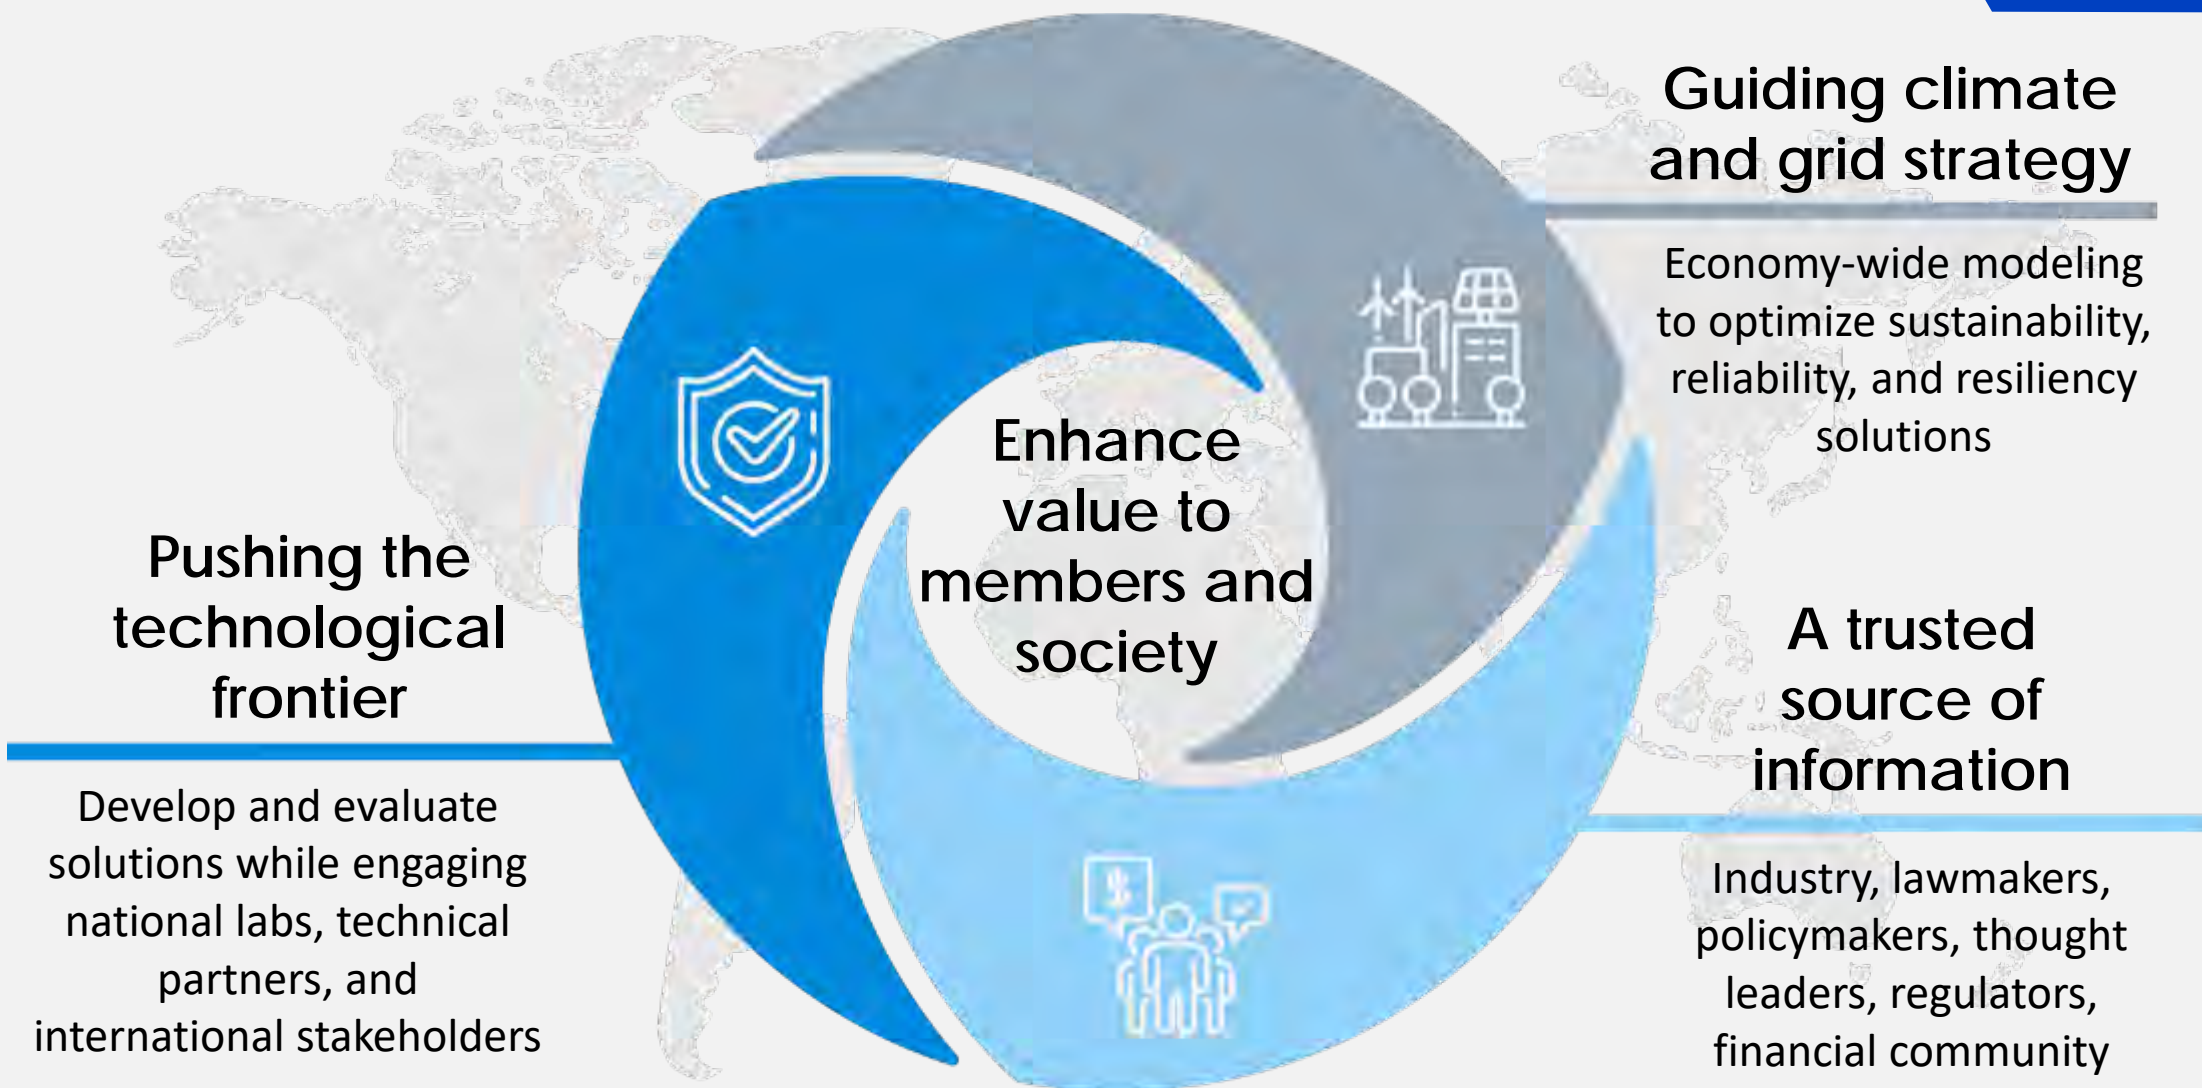 Guiding climate
and grid strategy
Economy-wide modeling
to optimize sustainability,
reliability, and resiliency
solutions
Enhance
value to
members and
society
Pushing the
technological
frontier
Develop and evaluate
solutions while engaging
national labs, technical
partners, and
international stakeholders
A trusted
source of
information
Industry, lawmakers,
policymakers, thought
leaders, regulators,
financial community
$